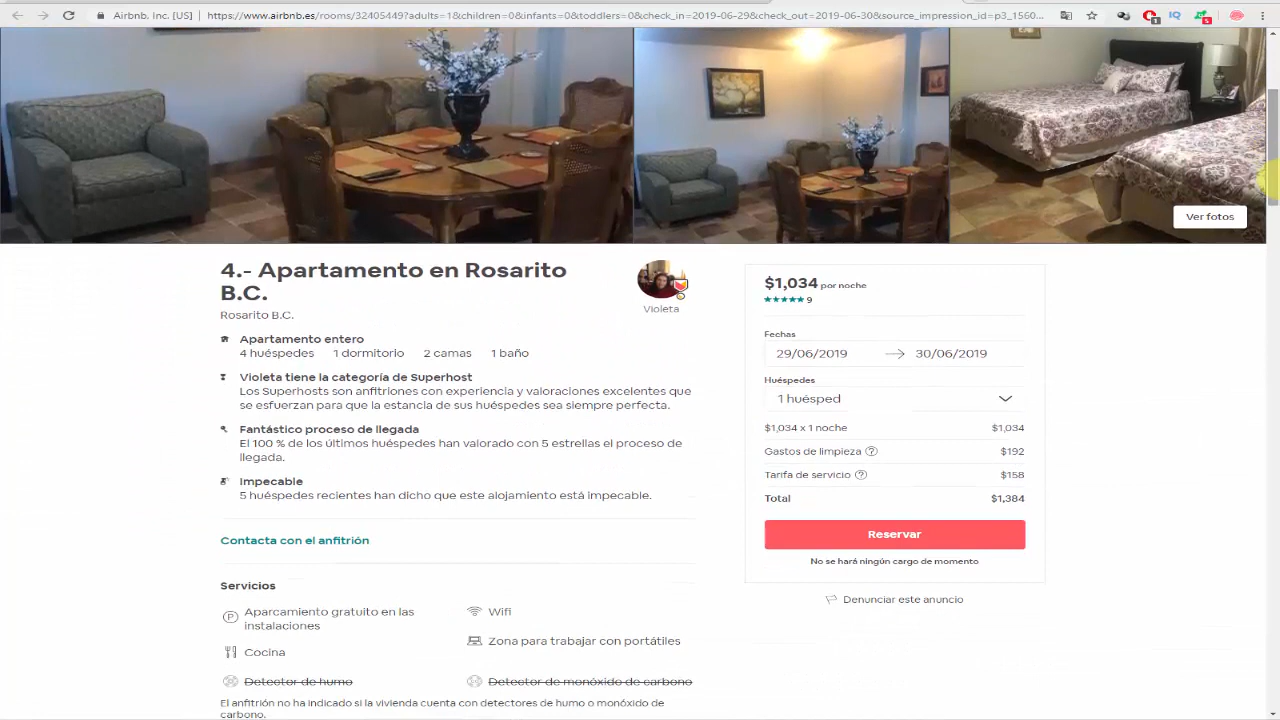 Airbnb, Inc. [US]
https://www.airbnb.es/rooms/32405449?adults=1&children=0&infants=0&toddlers=0&check_in=2019-06-29&check_out=2019-06-30&source_impression_id=p3_1560...
1
5
Ver fotos
4.- Apartamento en Rosarito
B.C.
Rosarito B.C.
Violeta
Apartamento entero
4 huéspedes 1 dormitorio 2 camas 1 baño
Violeta tiene la categoría de Superhost
Los Superhosts son anfitriones con experiencia y valoraciones excelentes que
se esfuerzan para que la estancia de sus huéspedes sea siempre perfecta.
Fantástico proceso de llegada
El 100 % de los últimos huéspedes han valorado con 5 estrellas el proceso de
llegada.
Impecable
5 huéspedes recientes han dicho que este alojamiento está impecable.
Contacta con el anfitrión
Servicios
Aparcamiento gratuito en las
instalaciones
Wifi
Zona para trabajar con portátiles
Cocina
Detector de humo
Detector de monóxido de carbono
El anfitrión no ha indicado si la vivienda cuenta con detectores de humo o monóxido de
carbono.
$1,034 por noche
9
Fechas
29/06/2019 30/06/2019
Huéspedes
1 huésped
$1,034 x 1 noche $1,034
Gastos de limpieza $192
Tarifa de servicio $158
Total $1,384
Reservar
No se hará ningún cargo de momento
Denunciar este anuncio